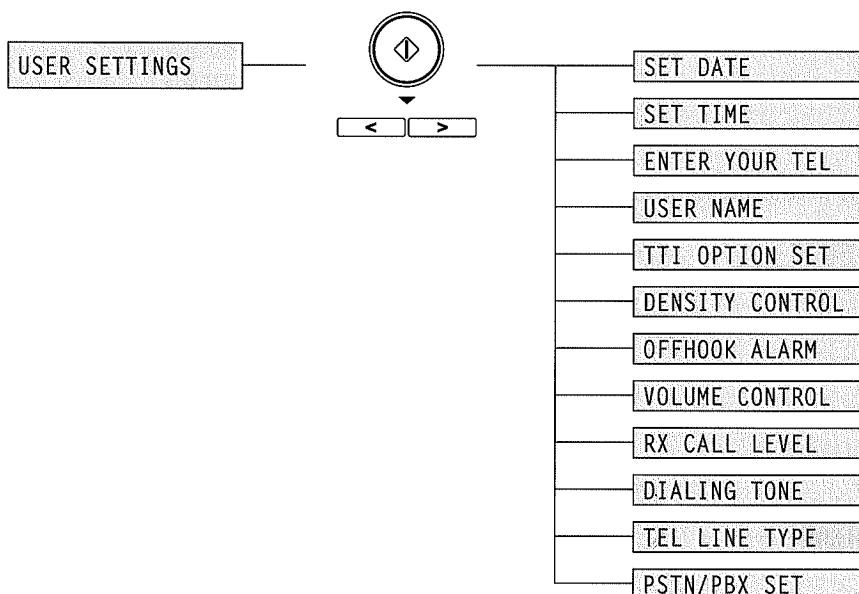 USER SETTINGS
< >
SET DATE
SET TIME
ENTER YOUR TEL
USER NAME
TTI OPTION SET
DENSITY CONTROL
OFFHOOK ALARM
VOLUME CONTROL
RX CALL LEVEL
DIALING TONE
TEL LINE TYPE
PSTN/PBX SET